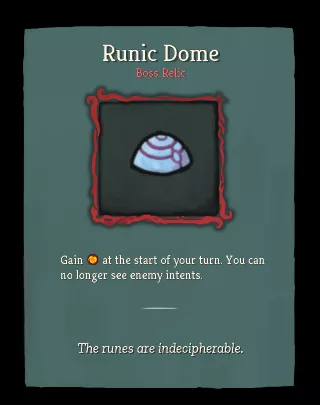 Runic Dome
Boss Relic
Gain at the start of your turn. You can
no longer see enemy intents.
The runes are indecipherable.